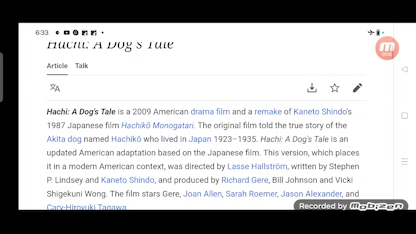 6:33
Hachi: A Dog's Tale
Article Talk
Hachi: A Dog's Tale is a 2009 American drama film and a remake of Kaneto Shindo's
1987 Japanese film Hachikō Monogatari. The original film told the true story of the
Akita dog named Hachikō who lived in Japan 1923–1935. Hachi: A Dog's Tale is an
updated American adaptation based on the Japanese film. This version, which places
it in a modern American context, was directed by Lasse Hallström, written by Stephen
P. Lindsey and Kaneto Shindo, and produced by Richard Gere, Bill Johnson and Vicki
Shigekuni Wong. The film stars Gere, Joan Allen, Sarah Roemer, Jason Alexander, and
Cary-Hiroyuki Tagawa
Recorded by Mobizen